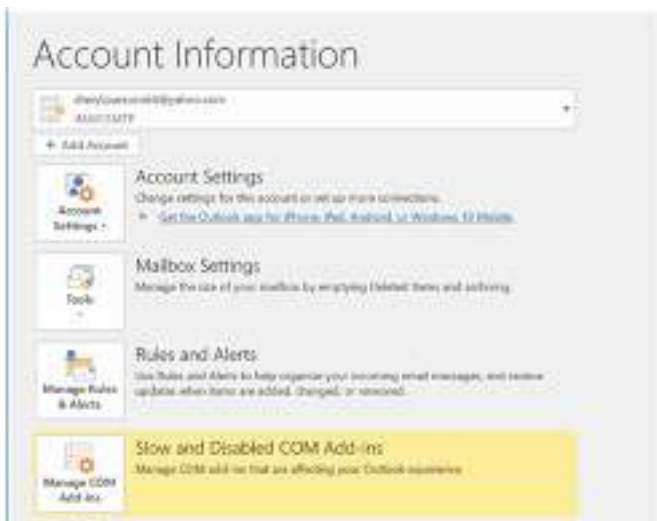 Account Information
@yahoo.com
IMAP/SMTP
+ Add Account
Account Settings
Change settings for this account or set up more connections.
Get the Outlook app for iPhone, iPad, Android, or Windows 10 Mobile.
Account
Settings
Mailbox Settings
Manage the size of your mailbox by emptying Deleted Items and archiving.
Tools
Rules and Alerts
Use Rules and Alerts to help organize your incoming email messages, and receive
updates when items are added, changed, or removed.
Manage Rules
& Alerts
Slow and Disabled COM Add-ins
Manage COM add-ins that are affecting your Outlook experience.
Manage COM
Add-ins